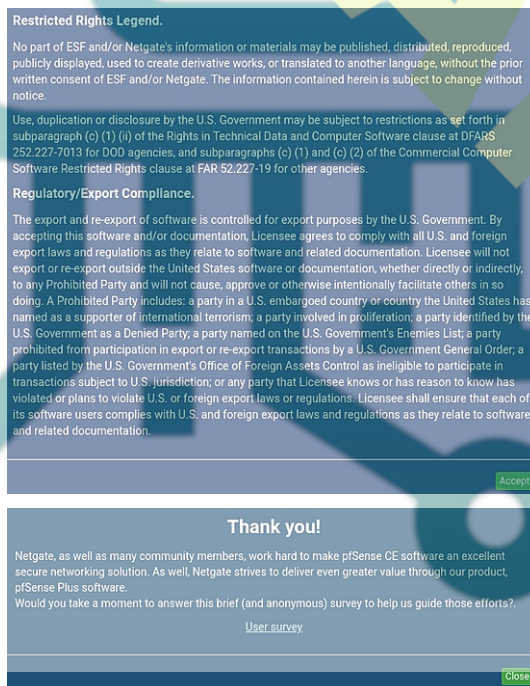 Restricted Rights Legend.
No part of ESF and/or Netgate's information or materials may be published, distributed, reproduced,
publicly displayed, used to create derivative works, or translated to another language, without the prior
written consent of ESF and/or Netgate. The information contained herein is subject to change without
notice.
Use, duplication or disclosure by the U.S. Government may be subject to restrictions as set forth in
subparagraph (c) (1) (ii) of the Rights in Technical Data and Computer Software clause at DFARS
252.227-7013 for DOD agencies, and subparagraphs (c) (1) and (c) (2) of the Commercial Computer
Software Restricted Rights clause at FAR 52.227-19 for other agencies.
Regulatory/Export Compliance.
The export and re-export of software is controlled for export purposes by the U.S. Government. By
accepting this software and/or documentation, Licensee agrees to comply with all U.S. and foreign
export laws and regulations as they relate to software and related documentation. Licensee will not
export or re-export outside the United States software or documentation, whether directly or indirectly,
to any Prohibited Party and will not cause, approve or otherwise intentionally facilitate others in so
doing. A Prohibited Party includes: a party in a U.S. embargoed country or country the United States has
named as a supporter of international terrorism; a party involved in proliferation; a party identified by the
U.S. Government as a Denied Party; a party named on the U.S. Government's Enemies List; a party
prohibited from participation in export or re-export transactions by a U.S. Government General Order; a
party listed by the U.S. Government's Office of Foreign Assets Control as ineligible to participate in
transactions subject to U.S. jurisdiction; or any party that Licensee knows or has reason to know has
violated or plans to violate U.S. or foreign export laws or regulations. Licensee shall ensure that each of
its software users complies with U.S. and foreign export laws and regulations as they relate to software
and related documentation.
Accept
Thank you!
Netgate, as well as many community members, work hard to make pfSense CE software an excellent
secure networking solution. As well, Netgate strives to deliver even greater value through our product,
pfSense Plus software.
Would you take a moment to answer this brief (and anonymous) survey to help us guide those efforts?.
User survey
Close